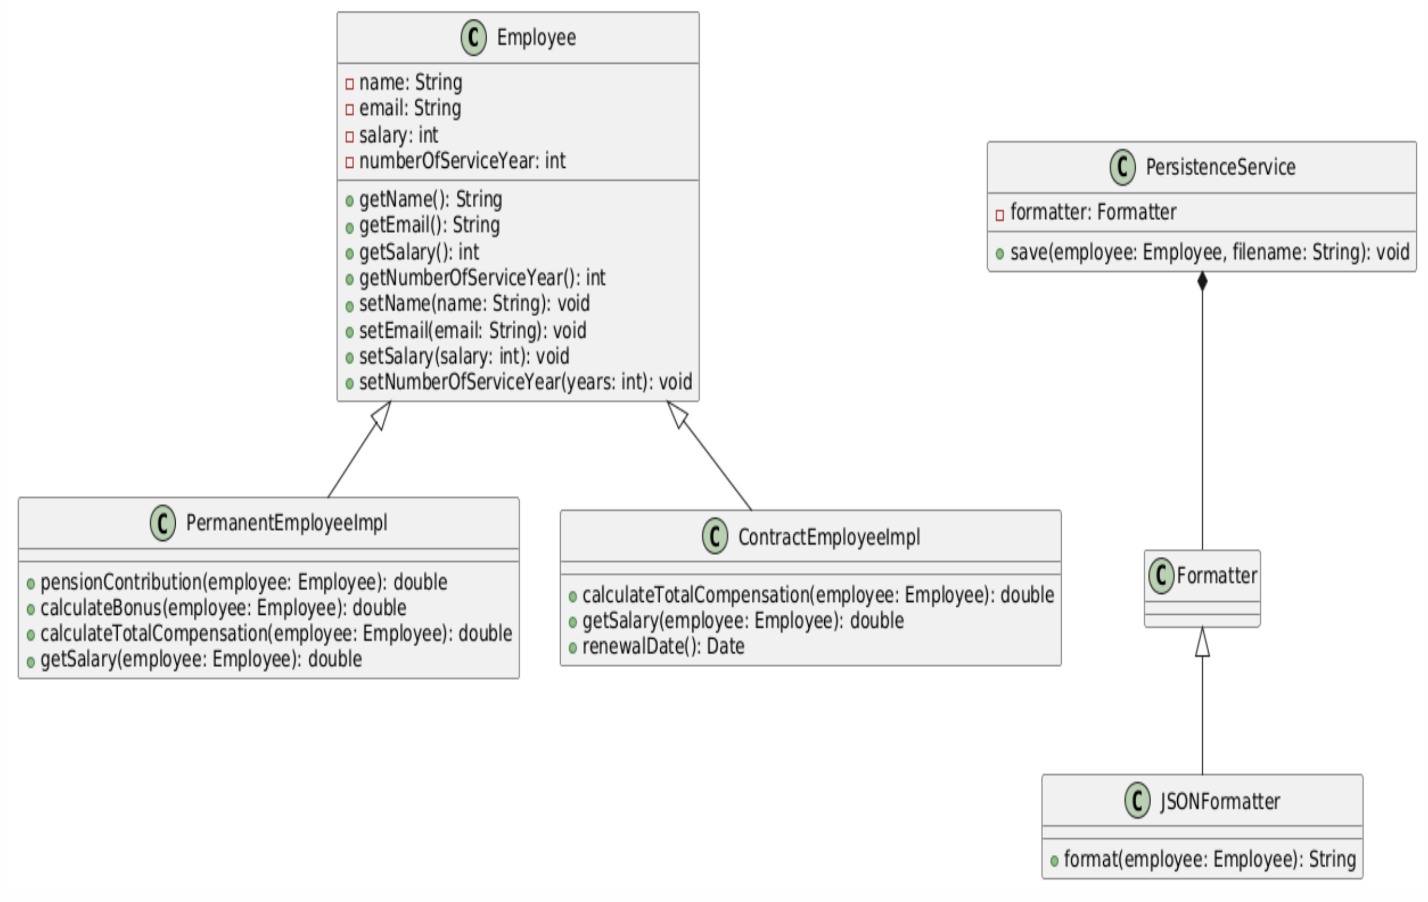 C Employee
name: String
email: String
salary: int
numberOfServiceYear: int
getName(): String
getEmail(): String
getSalary(): int
getNumberOfServiceYear(): int
setName(name: String): void
setEmail(email: String): void
setSalary(salary: int): void
setNumberOfServiceYear(years: int): void
C PersistenceService
formatter: Formatter
save(employee: Employee, filename: String): void
C PermanentEmployeeImpl
pensionContribution(employee: Employee): double
calculateBonus(employee: Employee): double
calculateTotalCompensation(employee: Employee): double
getSalary(employee: Employee): double
C ContractEmployeeImpl
calculateTotalCompensation(employee: Employee): double
getSalary(employee: Employee): double
renewalDate(): Date
C Formatter
C JSONFormatter
format(employee: Employee): String